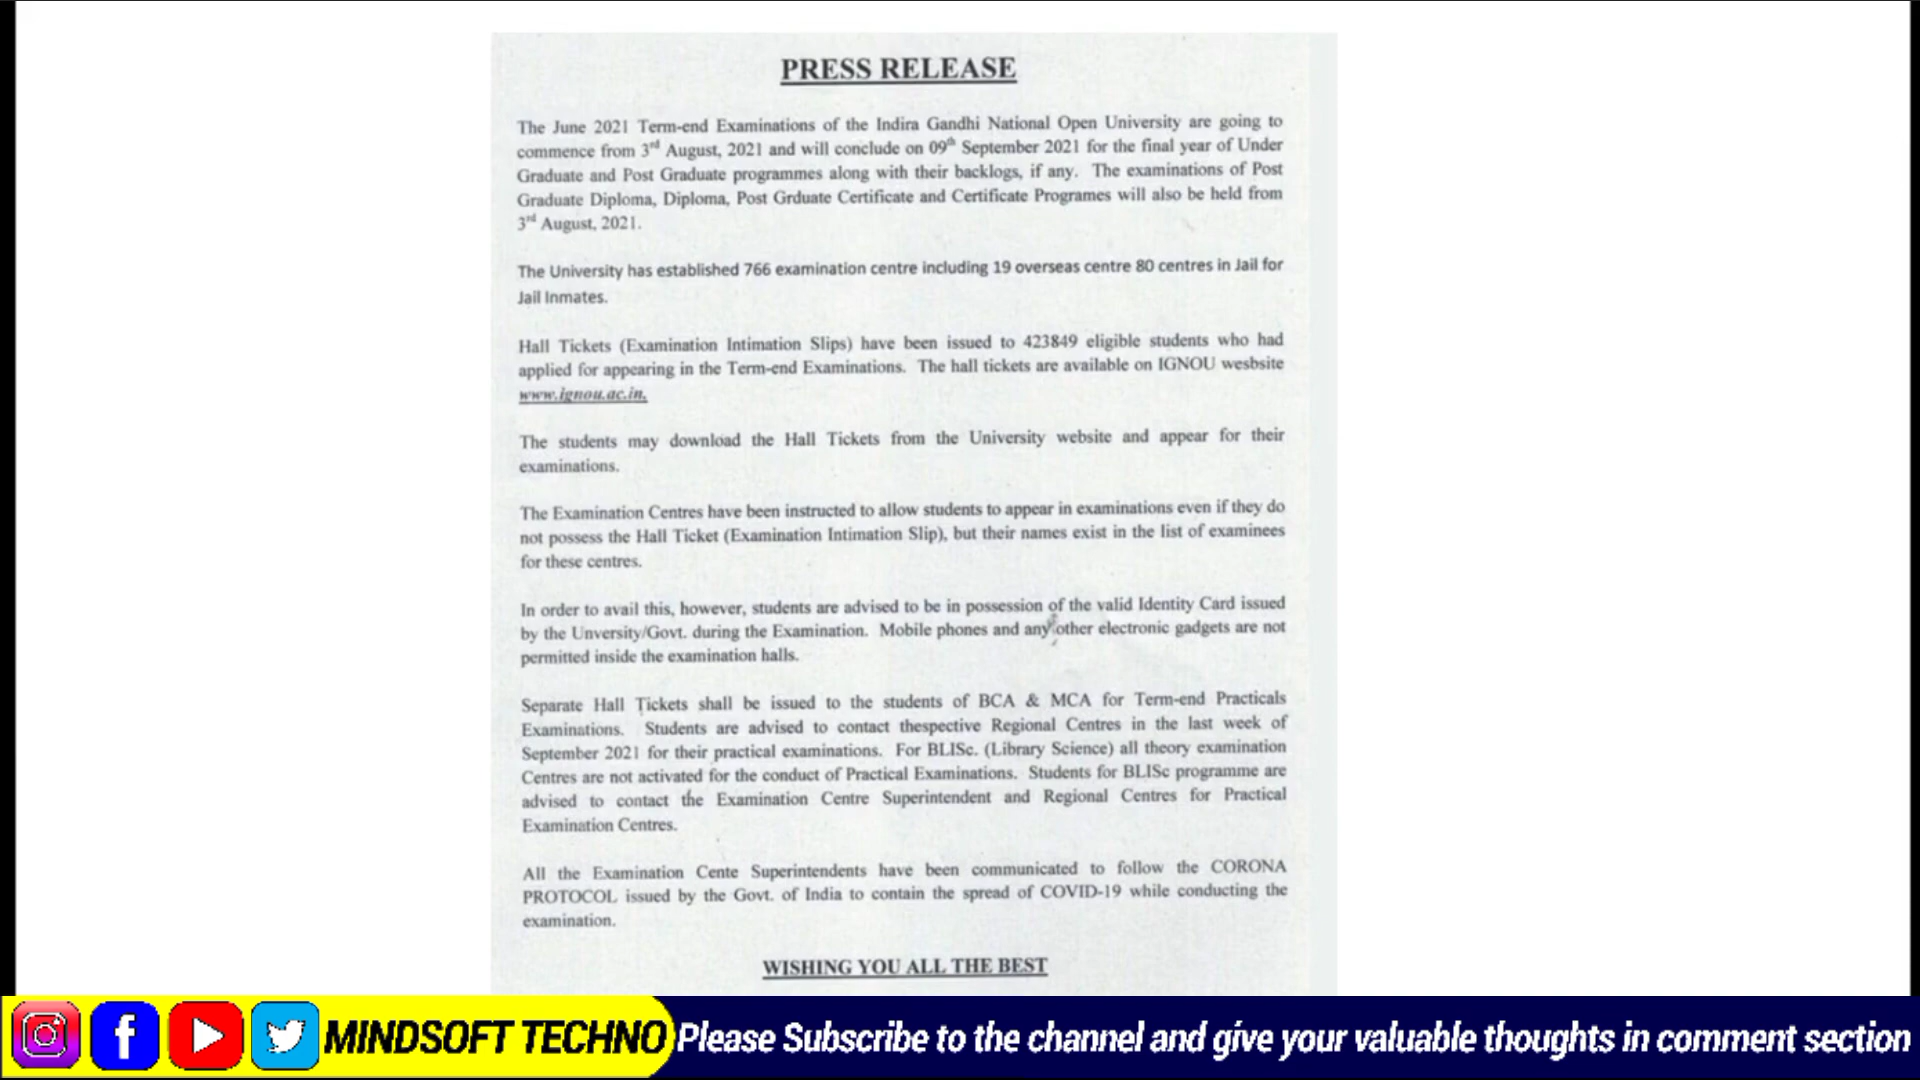 PRESS RELEASE
The June 2021 Term-end Examinations of the Indira Gandhi National Open University are going to
commence from 3rd August, 2021 and will conclude on 09th September 2021 for the final year of Under
Graduate and Post Graduate programmes along with their backlogs, if any. The examinations of Post
Graduate Diploma, Diploma, Post Grduate Certificate and Certificate Programes will also be held from
3rd August, 2021.
The University has established 766 examination centre including 19 overseas centre 80 centres in Jail for
Jail Inmates.
Hall Tickets (Examination Intimation Slips) have been issued to 423849 eligible students who had
applied for appearing in the Term-end Examinations. The hall tickets are available on IGNOU wesbsite
www.ignou.ac.in.
The students may download the Hall Tickets from the University website and appear for their
examinations.
The Examination Centres have been instructed to allow students to appear in examinations even if they do
not possess the Hall Ticket (Examination Intimation Slip), but their names exist in the list of examinees
for these centres.
In order to avail this, however, students are advised to be in possession of the valid Identity Card issued
by the Unversity/Govt. during the Examination. Mobile phones and any other electronic gadgets are not
permitted inside the examination halls.
Separate Hall Tickets shall be issued to the students of BCA & MCA for Term-end Practicals
Examinations. Students are advised to contact thespective Regional Centres in the last week of
September 2021 for their practical examinations. For BLISc. (Library Science) all theory examination
Centres are not activated for the conduct of Practical Examinations. Students for BLISc programme are
advised to contact the Examination Centre Superintendent and Regional Centres for Practical
Examination Centres.
All the Examination Cente Superintendents have been communicated to follow the CORONA
PROTOCOL issued by the Govt. of India to contain the spread of COVID-19 while conducting the
examination.
WISHING YOU ALL THE BEST
MINDSOFT TECHNO Please Subscribe to the channel and give your valuable thoughts in comment section